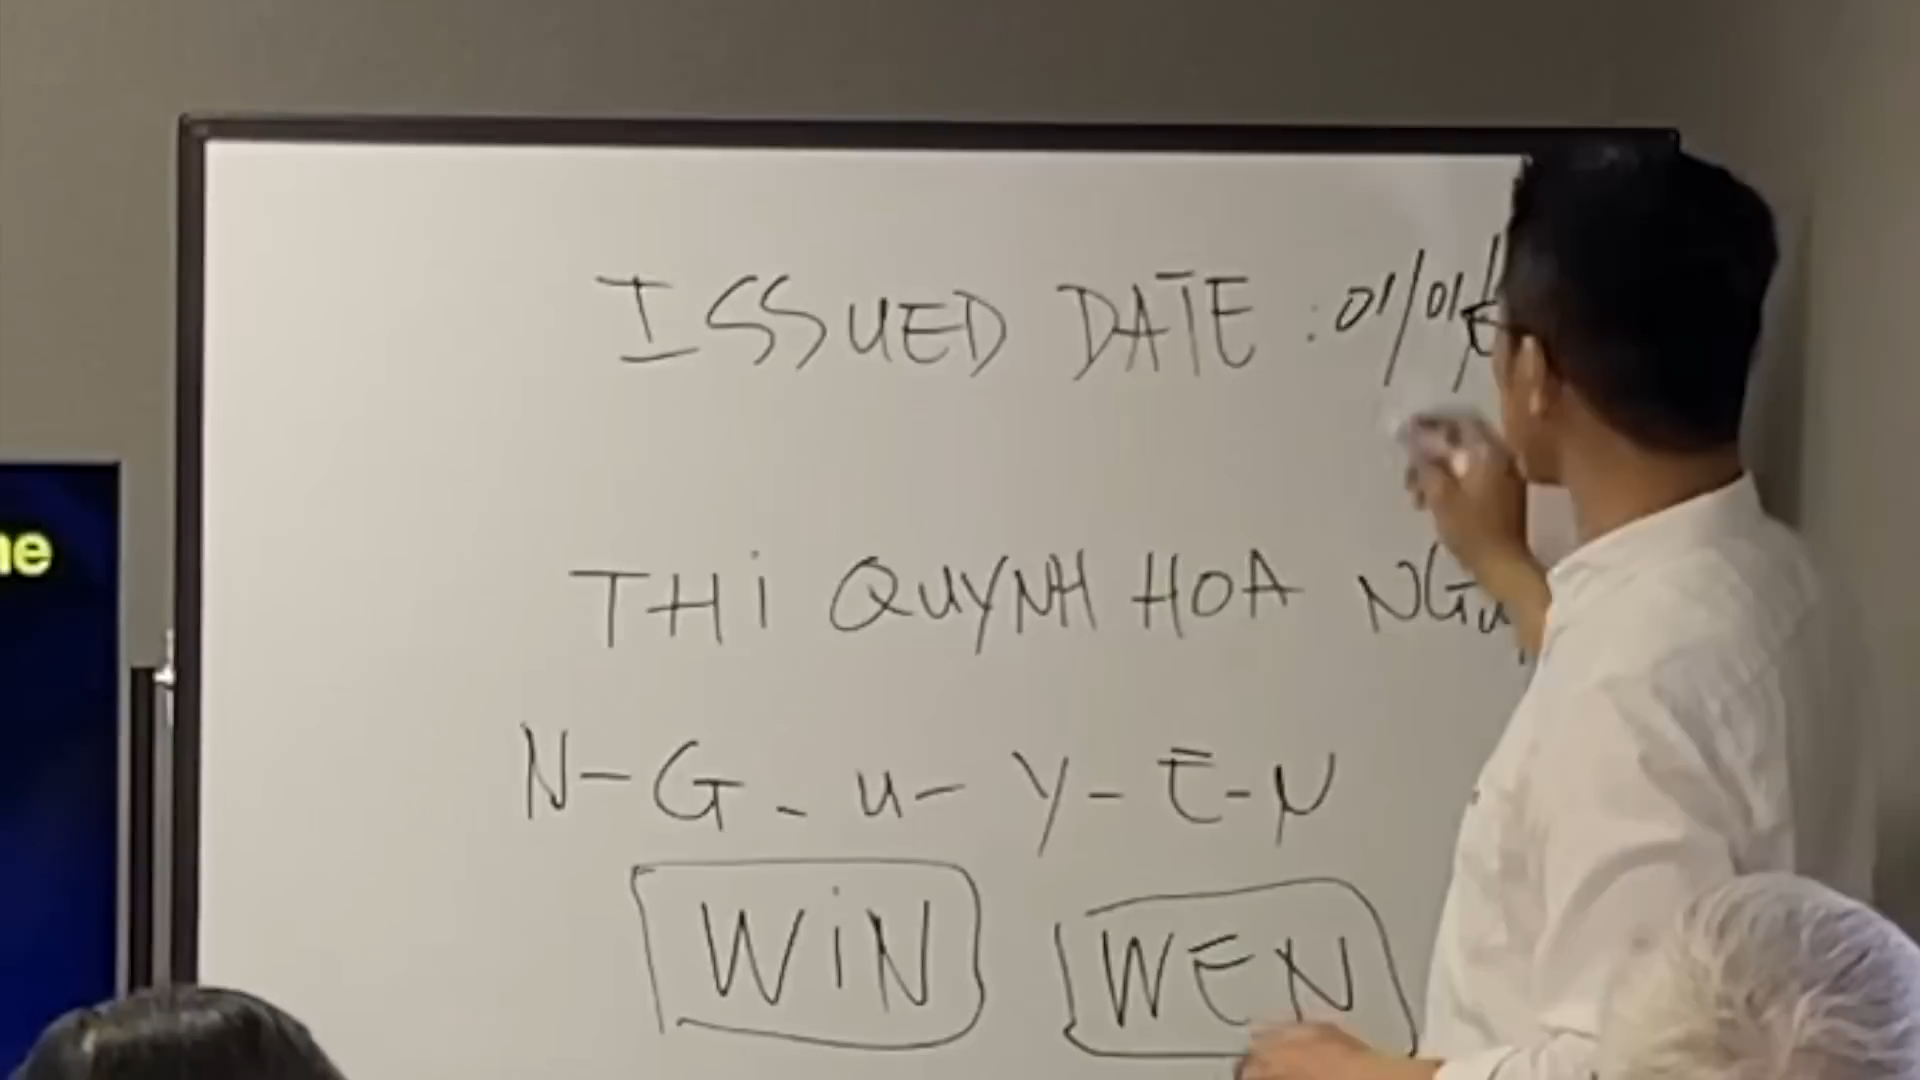 ISSUED DATE : 01/01/
THi QUYNH HOA NGu
N-G-u-Y-E-N
WiN WEN